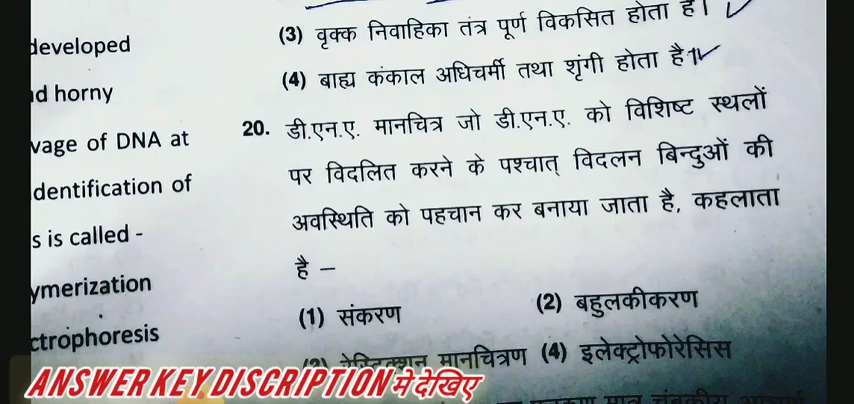 developed
d horny
vage of DNA at
dentification of
s is called -
ymerization
ctrophoresis
(3) वृक्क निवाहिका तंत्र पूर्ण विकसित होता है।
(4) बाह्य कंकाल अधिचर्मी तथा शृंगी होता है।
20. डी.एन.ए. मानचित्र जो डी.एन.ए. को विशिष्ट स्थलों
पर विदलित करने के पश्चात् विदलन बिन्दुओं की
अवस्थिति को पहचान कर बनाया जाता है, कहलाता
है –
(1) संकरण (2) बहुलकीकरण
मानचित्रण (4) इलेक्ट्रोफोरेसिस
ANSWER KEY DISCRIPTION मे देखिए